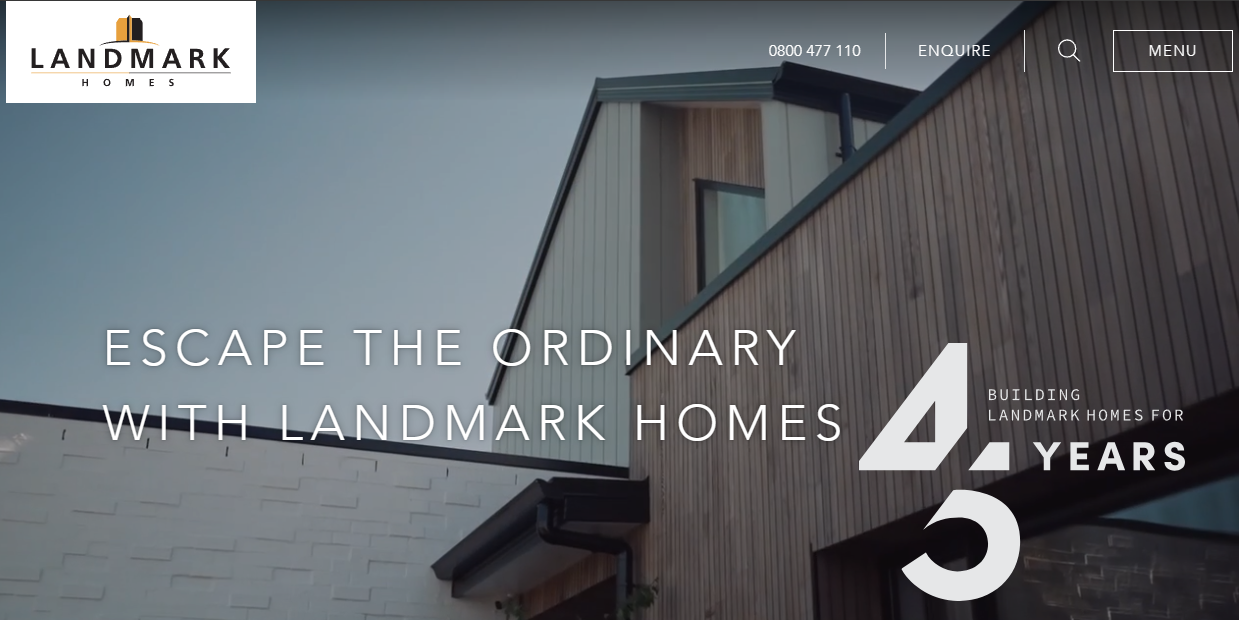 LANDMARK
HOMES
0800 477 110
ENQUIRE
MENU
ESCAPE THE ORDINARY
WITH LANDMARK HOMES
BUILDING
LANDMARK HOMES FOR
45 YEARS